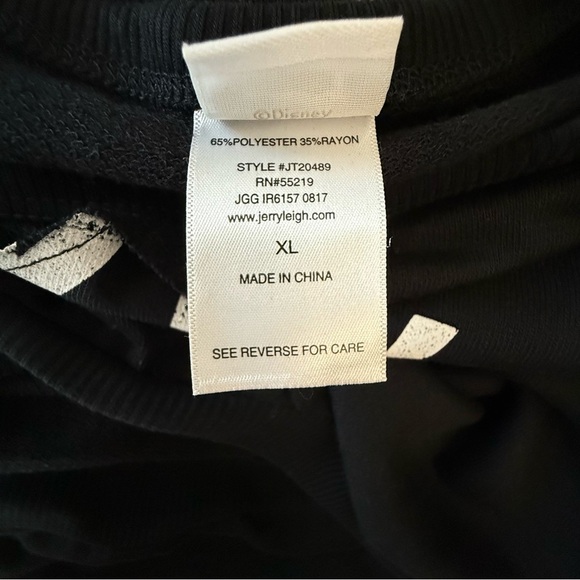 ©Disney
65%POLYESTER 35%RAYON
STYLE #JT20489
RN#55219
JGG IR6157 0817
www.jerryleigh.com
XL
MADE IN CHINA
SEE REVERSE FOR CARE